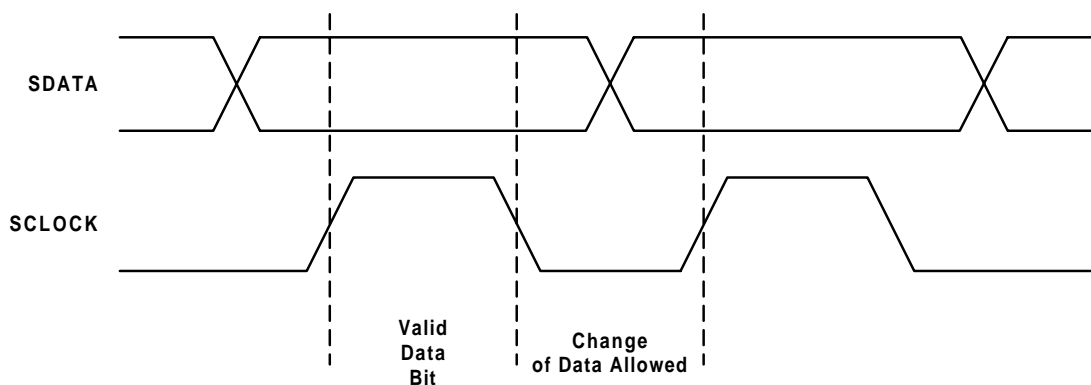 SDATA
SCLOCK
Valid
Data
Bit
Change
of Data Allowed